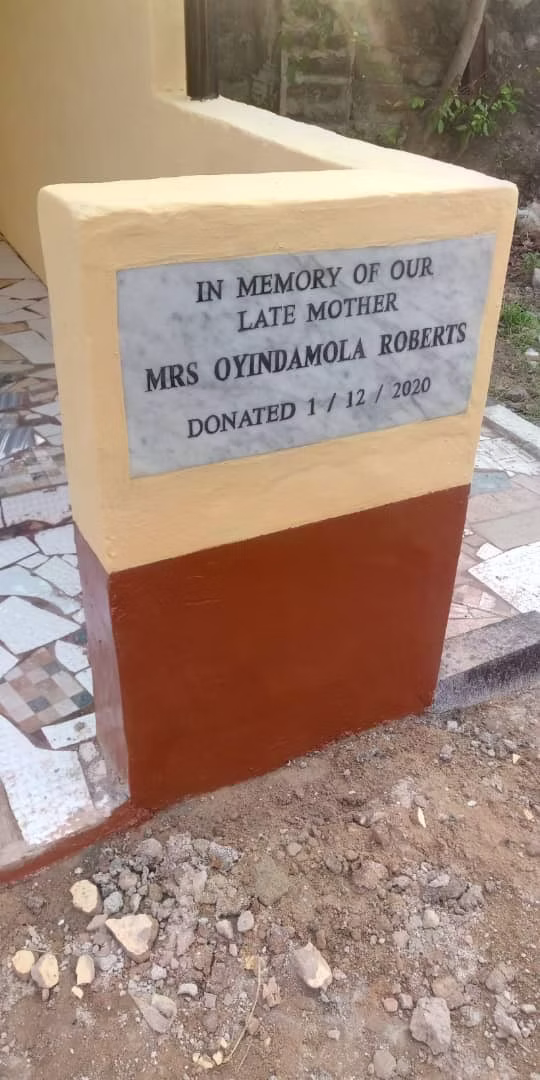 IN MEMORY OF OUR
LATE MOTHER
MRS OYINDAMOLA ROBERTS
DONATED 1 / 12 / 2020